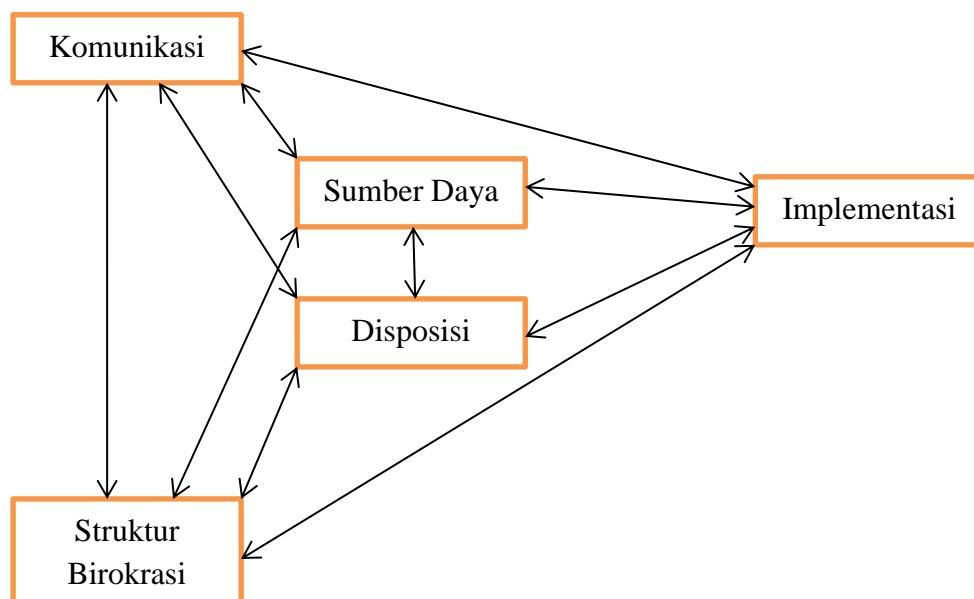 Komunikasi
Sumber Daya
Implementasi
Disposisi
Struktur
Birokrasi